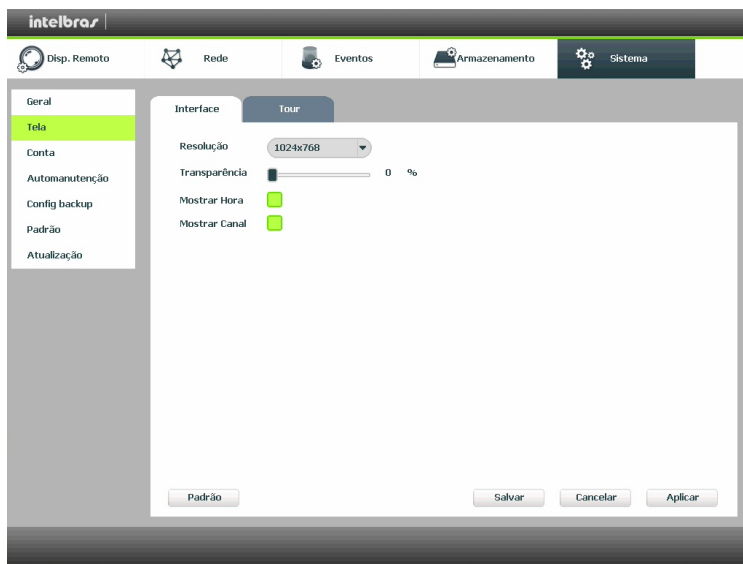 intelbras
Disp. Remoto
Rede
Eventos
Armazenamento
Sistema
Geral
Tela
Conta
Automanutenção
Config backup
Padrão
Atualização
Interface
Tour
Resolução
1024x768
Transparência
0 %
Mostrar Hora
Mostrar Canal
Padrão
Salvar
Cancelar
Aplicar